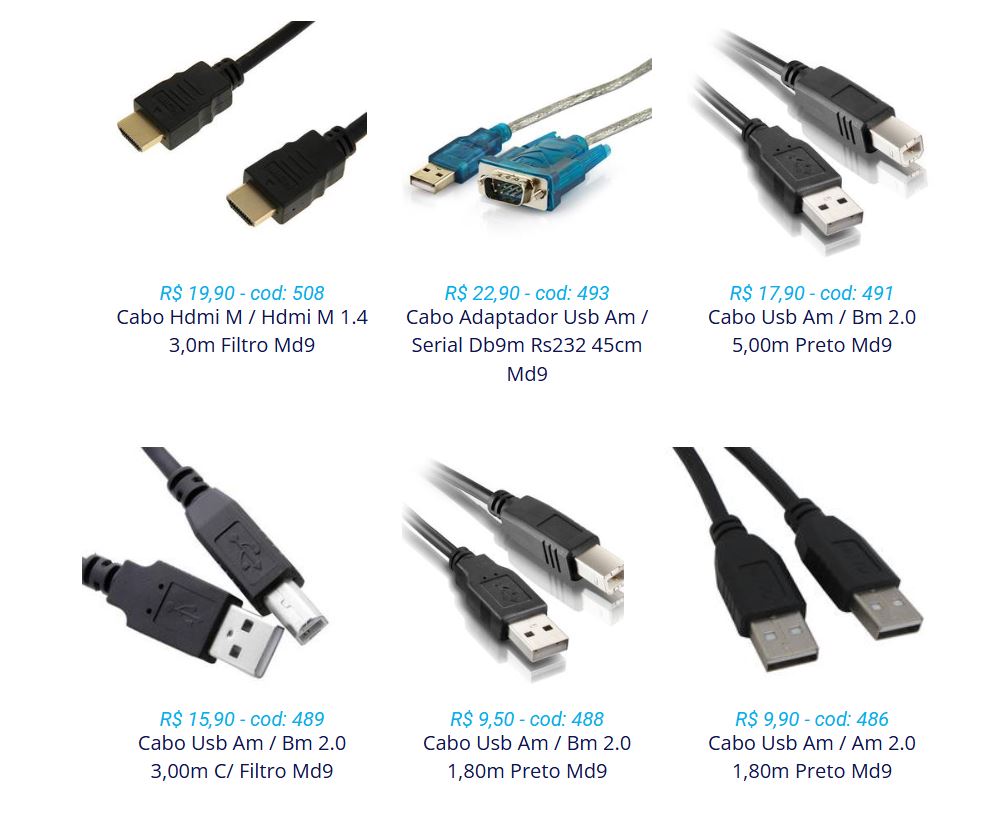 R$ 19,90 - cod: 508
Cabo Hdmi M / Hdmi M 1.4
3,0m Filtro Md9
R$ 22,90 - cod: 493
Cabo Adaptador Usb Am /
Serial Db9m Rs232 45cm
Md9
R$ 17,90 - cod: 491
Cabo Usb Am / Bm 2.0
5,00m Preto Md9
R$ 15,90 - cod: 489
Cabo Usb Am / Bm 2.0
3,00m C/ Filtro Md9
R$ 9,50 - cod: 488
Cabo Usb Am / Bm 2.0
1,80m Preto Md9
R$ 9,90 - cod: 486
Cabo Usb Am / Am 2.0
1,80m Preto Md9